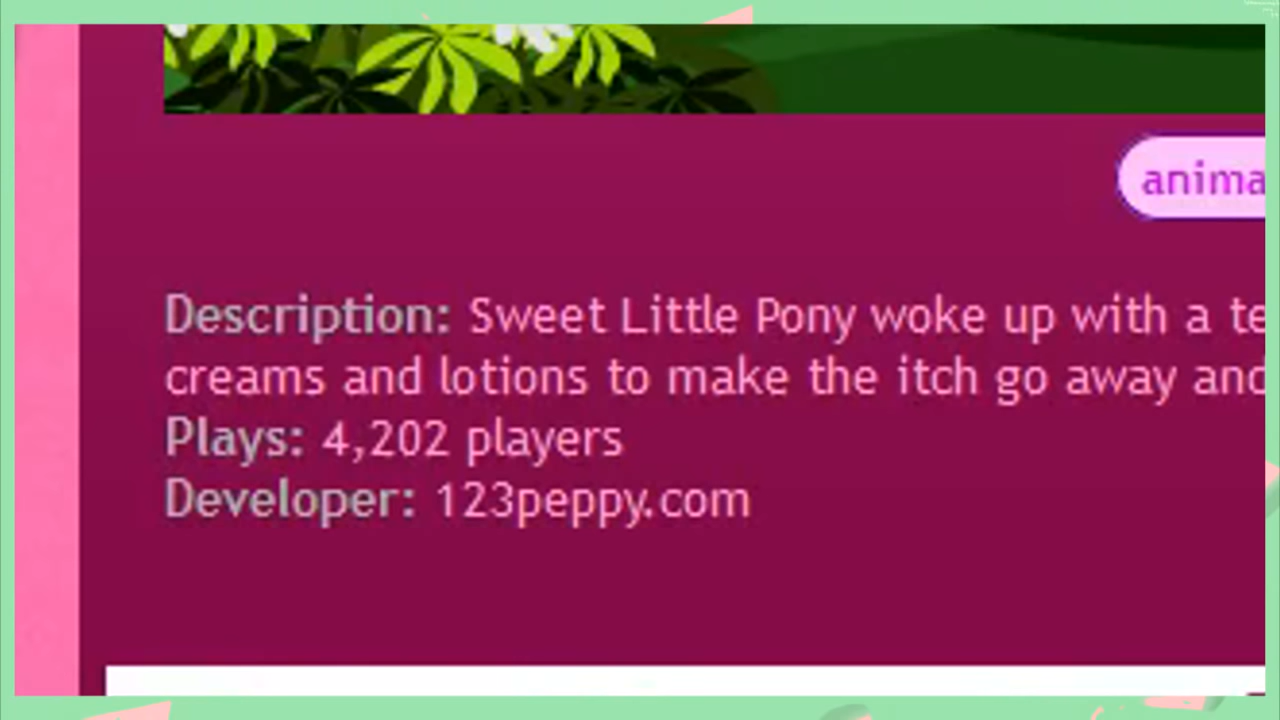 anima
Description: Sweet Little Pony woke up with a te
creams and lotions to make the itch go away and
Plays: 4,202 players
Developer: 123peppy.com